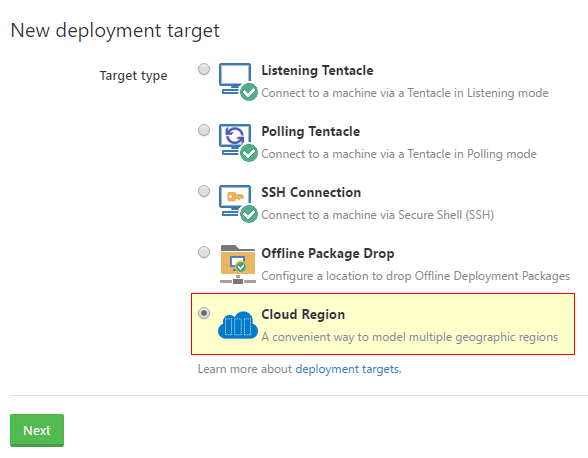 New deployment target
Target type
Listening Tentacle
Connect to a machine via a Tentacle in Listening mode
Polling Tentacle
Connect to a machine via a Tentacle in Polling mode
SSH Connection
Connect to a machine via Secure Shell (SSH)
Offline Package Drop
Configure a location to drop Offline Deployment Packages
Cloud Region
A convenient way to model multiple geographic regions
Learn more about deployment targets.
Next